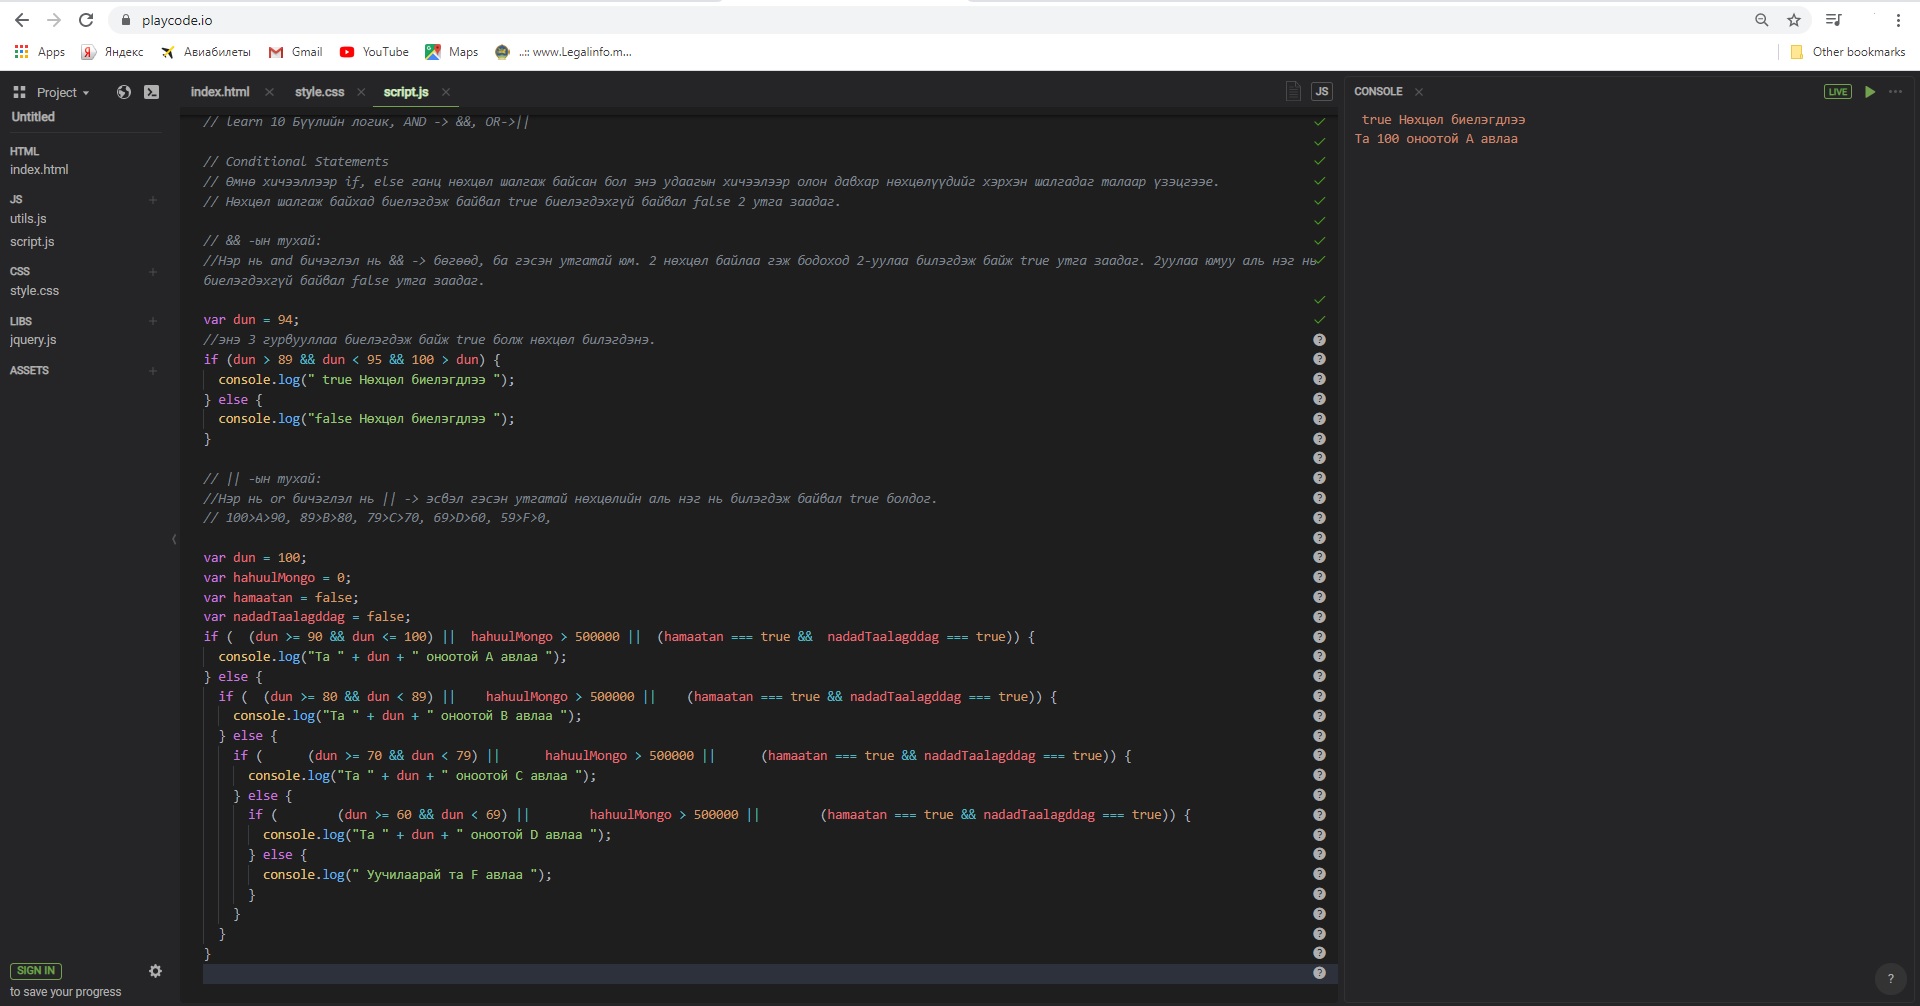 playcode.io
Apps Яндекс Авиабилеты Gmail YouTube Maps ..:: www.Legalinfo.m... Other bookmarks
Project
Untitled
HTML
index.html
JS
utils.js
script.js
CSS
style.css
LIBS
jquery.js
ASSETS
SIGN IN
to save your progress
index.html style.css script.js JS
// learn 10 Бүүлийн логик, AND -> &&, OR->||
// Conditional Statements
// Өмнө хичээллээр if, else ганц нөхцөл шалгаж байсан бол энэ удаагын хичээлээр олон давхар нөхцөлүүдийг хэрхэн шалгадаг талаар үзэцгээе.
// Нөхцөл шалгаж байхад биелэгдэж байвал true биелэгдэхгүй байвал false 2 утга заадаг.
// && -ын тухай:
//Нэр нь and бичэглэл нь && -> бөгөөд, ба гэсэн утгатай юм. 2 нөхцөл байлаа гэж бодоход 2-уулаа билэгдэж байж true утга заадаг. 2уулаа юмуу аль нэг нь
биелэгдэхгүй байвал false утга заадаг.
var dun = 94;
//энэ 3 гурвууллаа биелэгдэж байж true болж нөхцөл билэгдэнэ.
if (dun > 89 && dun < 95 && 100 > dun) {
console.log(" true Нөхцөл биелэгдлээ ");
} else {
console.log("false Нөхцөл биелэгдлээ ");
}
// || -ын тухай:
//Нэр нь or бичэглэл нь || -> эсвэл гэсэн утгатай нөхцөлийн аль нэг нь билэгдэж байвал true болдог.
// 100>A>90, 89>B>80, 79>C>70, 69>D>60, 59>F>0,
var dun = 100;
var hahuulMongo = 0;
var hamaatan = false;
var nadadTaalagddag = false;
if (  (dun >= 90 && dun <= 100) ||  hahuulMongo > 500000 ||  (hamaatan === true &&  nadadTaalagddag === true)) {
console.log("Та " + dun + " оноотой A авлаа ");
} else {
if (  (dun >= 80 && dun < 89) ||    hahuulMongo > 500000 ||    (hamaatan === true && nadadTaalagddag === true)) {
console.log("Та " + dun + " оноотой B авлаа ");
} else {
if (      (dun >= 70 && dun < 79) ||      hahuulMongo > 500000 ||      (hamaatan === true && nadadTaalagddag === true)) {
console.log("Та " + dun + " оноотой C авлаа ");
} else {
if (        (dun >= 60 && dun < 69) ||        hahuulMongo > 500000 ||        (hamaatan === true && nadadTaalagddag === true)) {
console.log("Та " + dun + " оноотой D авлаа ");
} else {
console.log(" Уучилаарай та F авлаа ");
}
}
}
}
CONSOLE LIVE
true Нөхцөл биелэгдлээ
Та 100 оноотой A авлаа